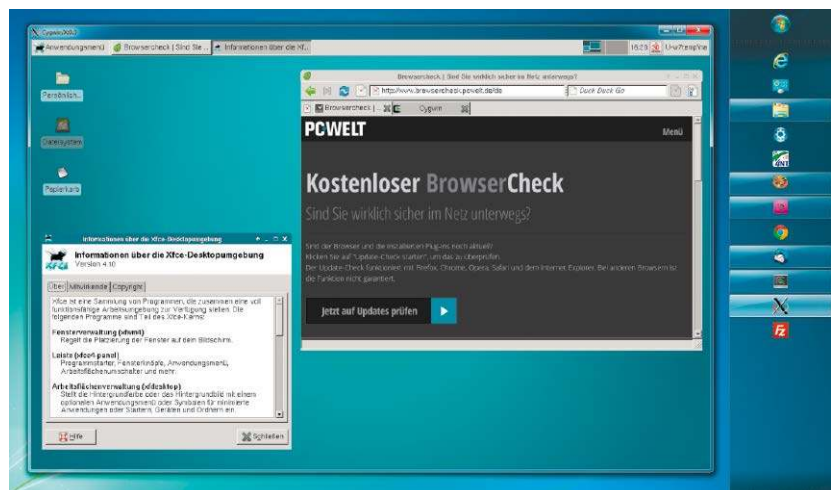 Cygwin/X:0.0
Anwendungsmenü
Browsercheck | Sind Sie ...
Informationen über die Xf...
16:23
Persönlich...
Dateisystem
Papierkorb
Browsercheck | Sind Sie wirklich sicher im Netz unterwegs?
http://www.browsercheck.pcwelt.de/de
Duck Duck Go
Browsercheck |...
Cygwin
PCWELT
Menü
Kostenloser BrowserCheck
Sind Sie wirklich sicher im Netz unterwegs?
Sind der Browser und die installierten Plug-ins noch aktuell?
Klicken Sie auf "Update-Check starten", um das zu überprüfen.
Der Update-Check funktioniert mit Firefox, Chrome, Opera, Safari und dem Internet Explorer. Bei anderen Browsern ist
die Funktion nicht garantiert.
Jetzt auf Updates prüfen
Informationen über die Xfce-Desktopumgebung
Informationen über die Xfce-Desktopumgebung
Version 4.10
Über
Mitwirkende
Copyright
Xfce ist eine Sammlung von Programmen, die zusammen eine voll
funktionsfähige Arbeitsumgebung zur Verfügung stellen. Die
folgenden Programme sind Teil des Xfce-Kerns:
Fensterverwaltung (xfwm4)
Regelt die Platzierung der Fenster auf dem Bildschirm.
Leiste (xfce4-panel)
Programmstarter, Fensterknöpfe, Anwendungsmenü,
Arbeitsflächenumschalter und mehr.
Arbeitsflächenverwaltung (xfdesktop)
Stellt die Hintergrundfarbe oder das Hintergrundbild mit einem
optionalen Anwendungsmenü oder Symbolen für minimierte
Anwendungen oder Startern, Geräten und Ordnern ein.
Hilfe
Schließen